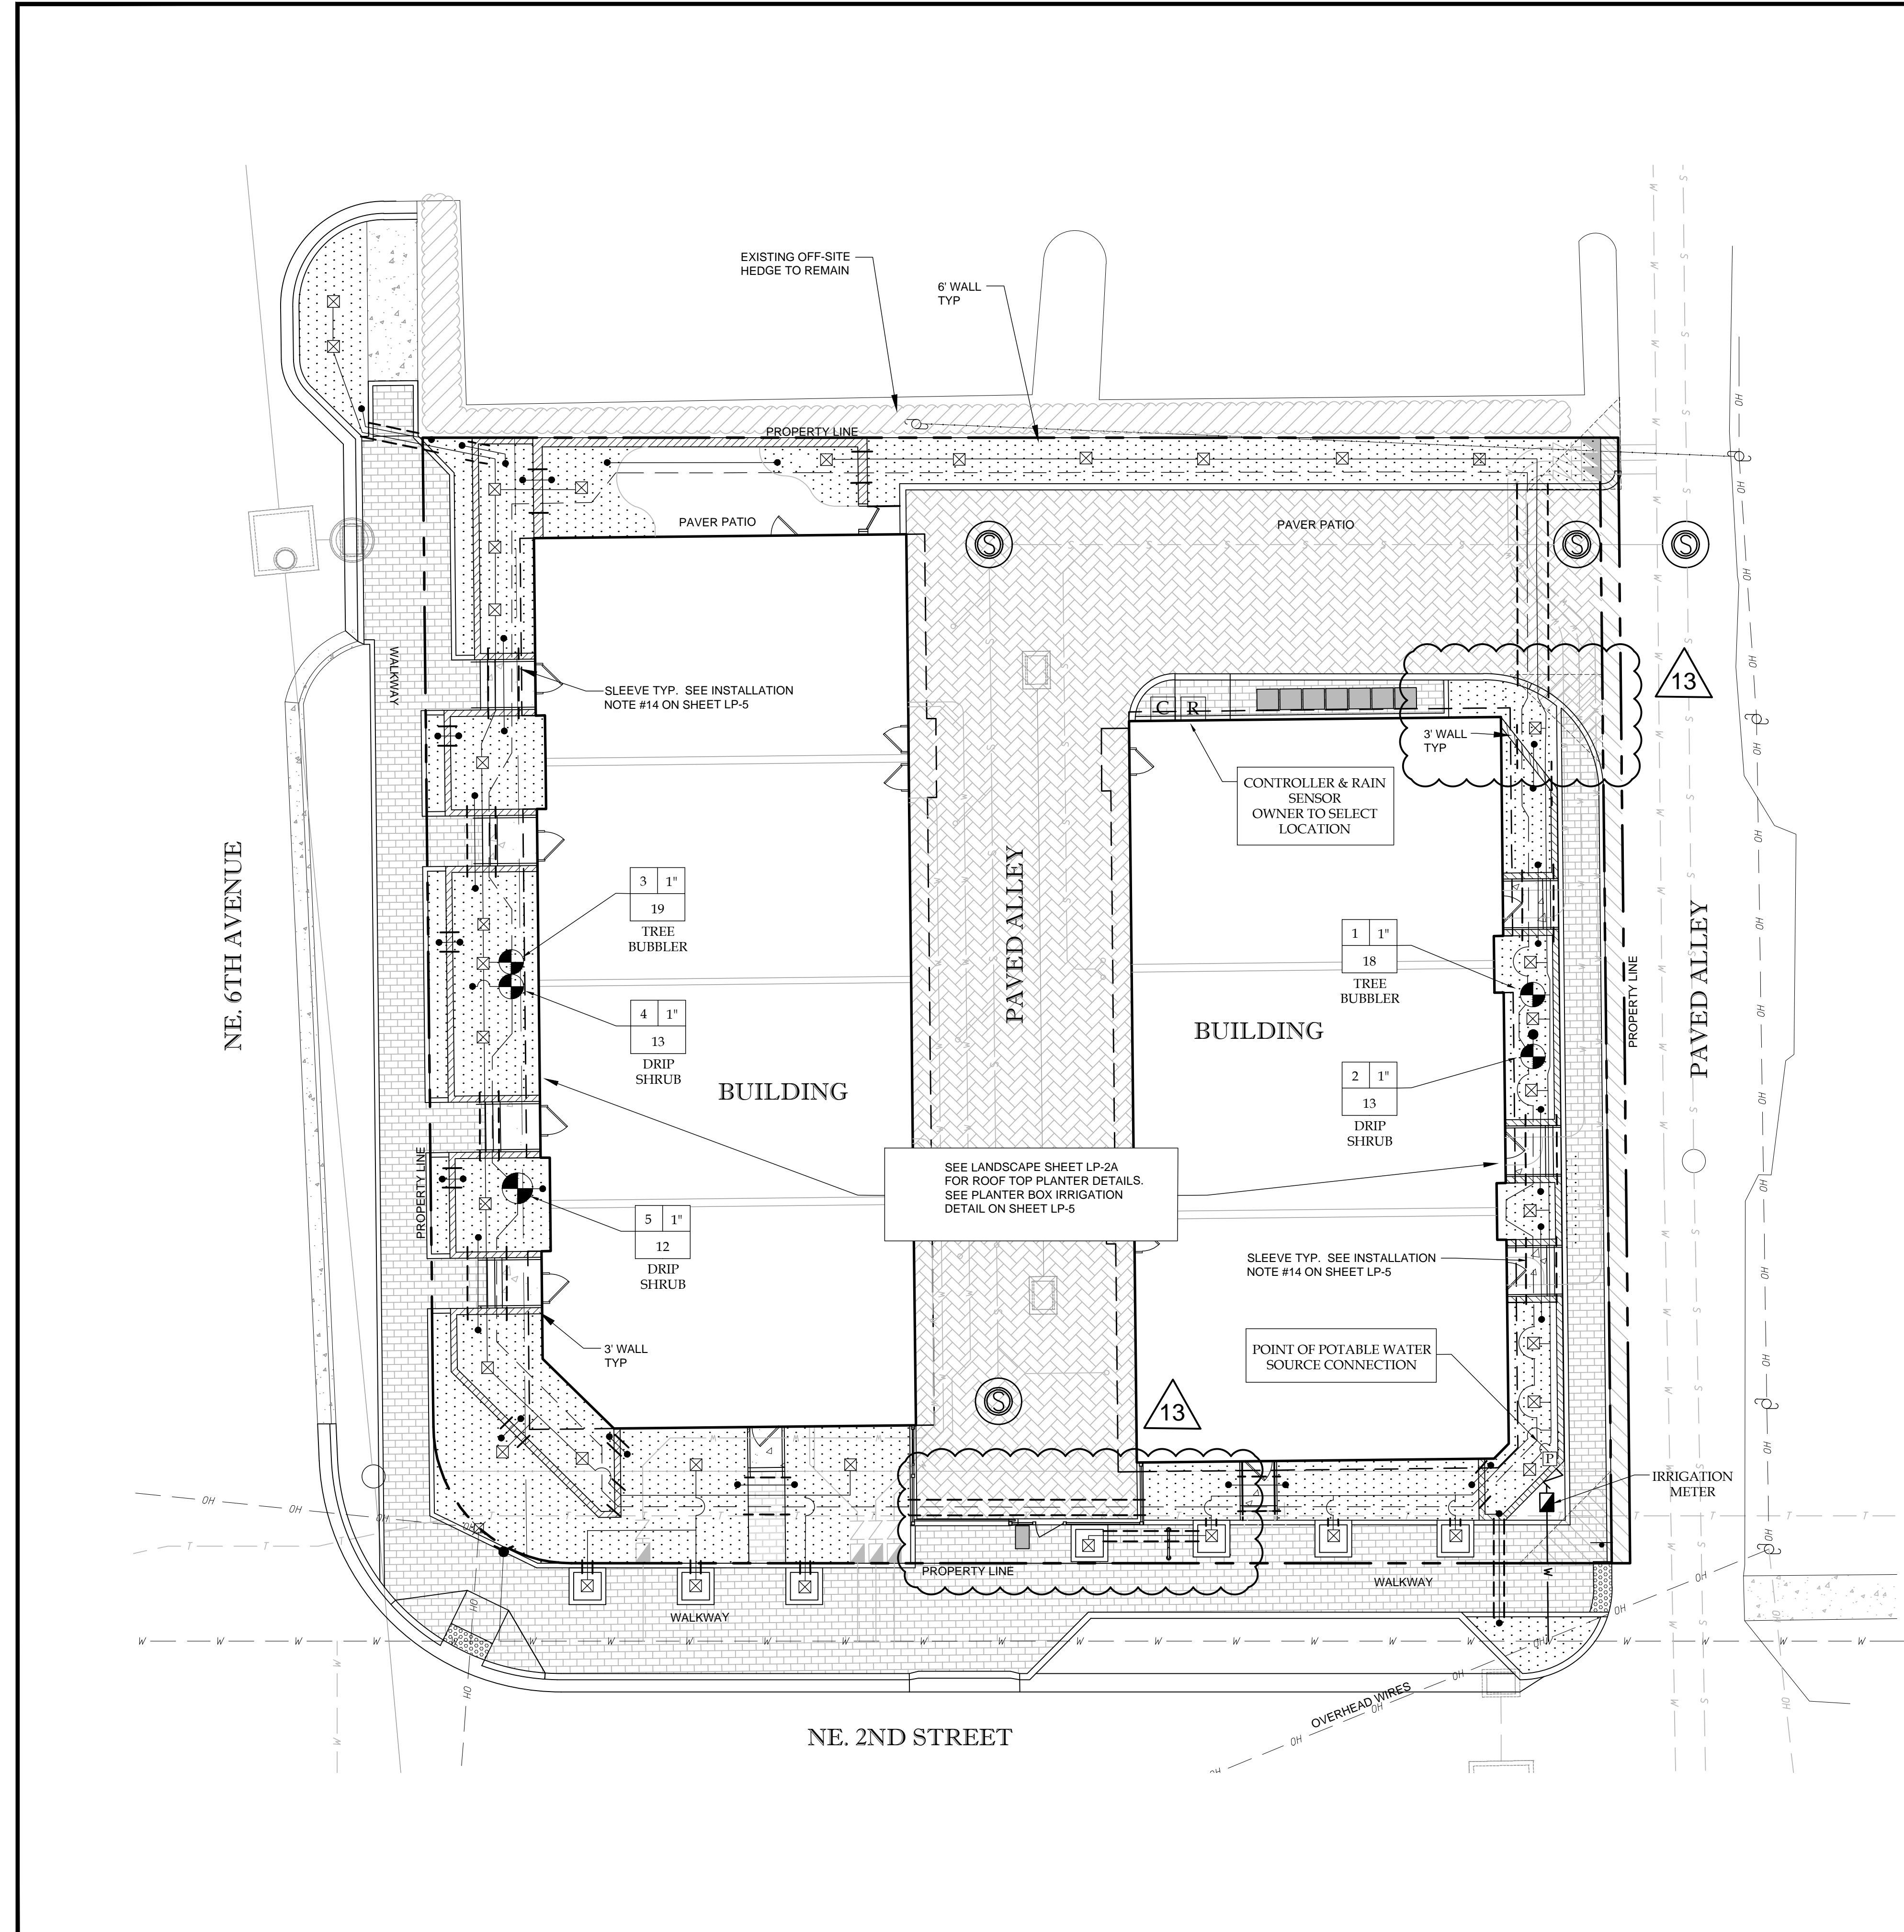 EXISTING OFF-SITE
HEDGE TO REMAIN
6' WALL
TYP
PROPERTY LINE
PAVER PATIO
PAVER PATIO
S
S
S
WALKWAY
SLEEVE TYP.  SEE INSTALLATION
NOTE #14 ON SHEET LP-5
C
R
13
3' WALL
TYP
CONTROLLER & RAIN
SENSOR
OWNER TO SELECT
LOCATION
NE. 6TH AVENUE
3
1"
19
TREE
BUBBLER
4
1"
13
DRIP
SHRUB
BUILDING
PAVED ALLEY
BUILDING
1
1"
18
TREE
BUBBLER
2
1"
13
DRIP
SHRUB
PROPERTY LINE
PAVED ALLEY
SEE LANDSCAPE SHEET LP-2A
FOR ROOF TOP PLANTER DETAILS.
SEE PLANTER BOX IRRIGATION
DETAIL ON SHEET LP-5
PROPERTY LINE
5
1"
12
DRIP
SHRUB
SLEEVE TYP.  SEE INSTALLATION
NOTE #14 ON SHEET LP-5
3' WALL
TYP
POINT OF POTABLE WATER
SOURCE CONNECTION
S
13
P
IRRIGATION
METER
PROPERTY LINE
WALKWAY
WALKWAY
OH
OH
OH
T
T
W
W
W
W
W
W
OVERHEAD WIRES
OH
OH
OH
NE. 2ND STREET